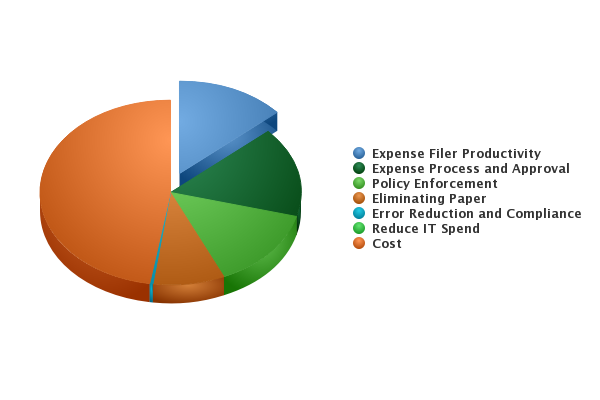 Expense Filer Productivity
Expense Process and Approval
Policy Enforcement
Eliminating Paper
Error Reduction and Compliance
Reduce IT Spend
Cost